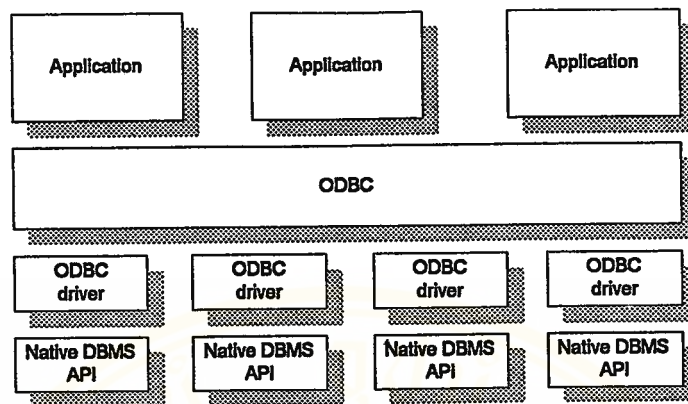 Application
Application
Application
ODBC
ODBC
driver
ODBC
driver
ODBC
driver
ODBC
driver
Native DBMS
API
Native DBMS
API
Native DBMS
API
Native DBMS
API